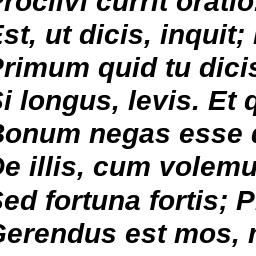 Proclivi currit oratio.
Est, ut dicis, inquit;
Primum quid tu dicis
Si longus, levis. Et q
Bonum negas esse
De illis, cum volemu
Sed fortuna fortis; P
Gerendus est mos,